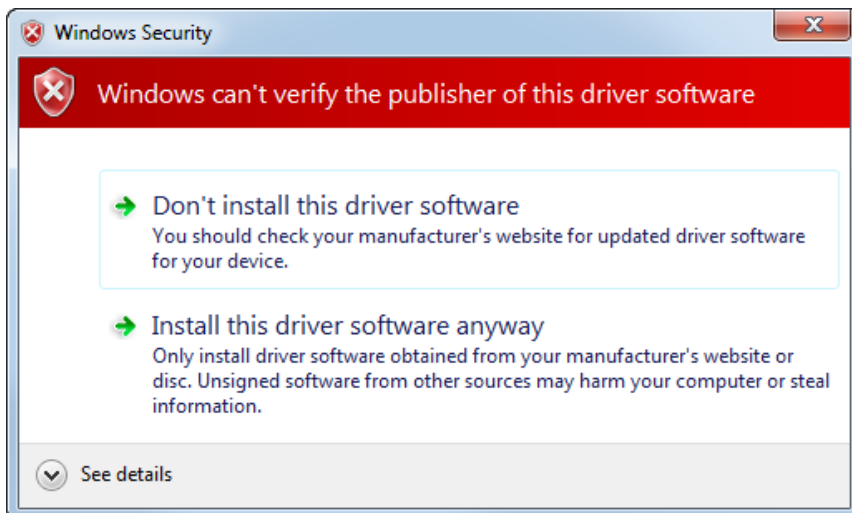 Windows Security
Windows can't verify the publisher of this driver software
Don't install this driver software
You should check your manufacturer's website for updated driver software
for your device.
Install this driver software anyway
Only install driver software obtained from your manufacturer's website or
disc. Unsigned software from other sources may harm your computer or steal
information.
See details